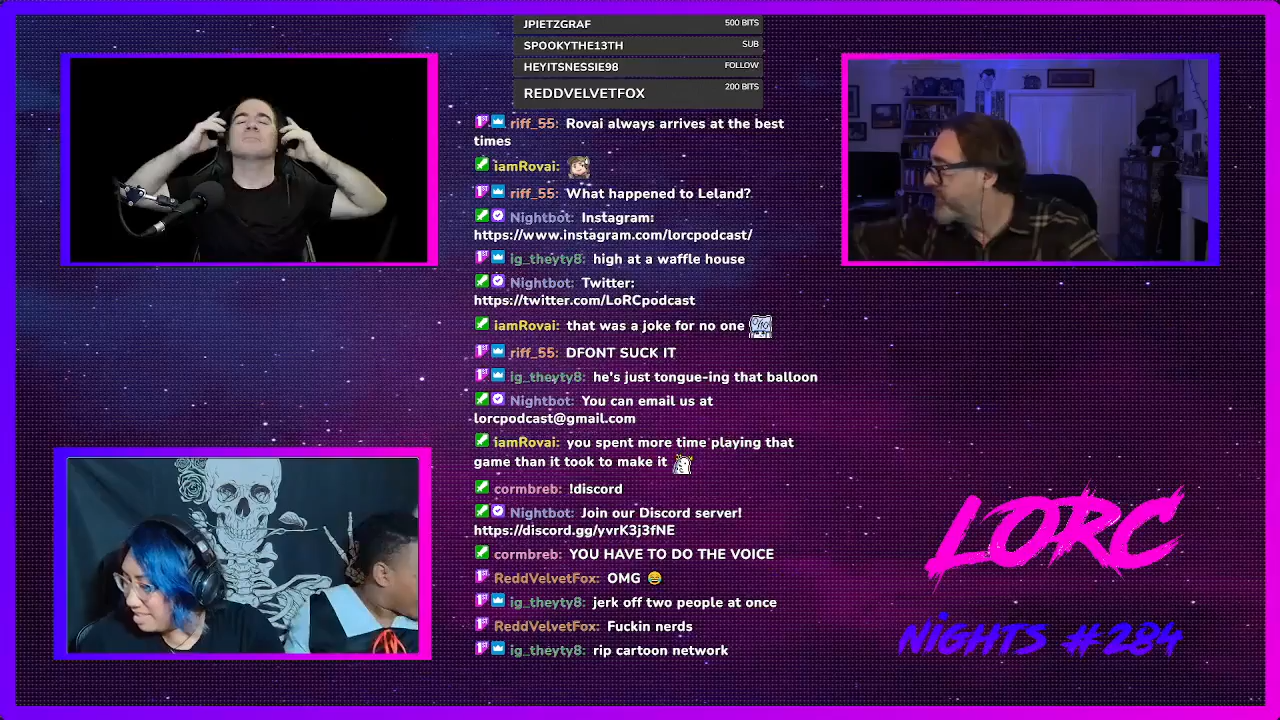 JPIETZGRAF 500 BITS
SPOOKYTHE13TH SUB
HEYITSNESSIE98 FOLLOW
REDDVELVETFOX 200 BITS
riff_55: Rovai always arrives at the best
times
iamRovai:
riff_55: What happened to Leland?
Nightbot: Instagram:
https://www.instagram.com/lorcpodcast/
ig_theyty8: high at a waffle house
Nightbot: Twitter:
https://twitter.com/LoRCpodcast
iamRovai: that was a joke for no one
riff_55: DFONT SUCK IT
ig_theyty8: he's just tongue-ing that balloon
Nightbot: You can email us at
lorcpodcast@gmail.com
iamRovai: you spent more time playing that
game than it took to make it
cormbreb: !discord
Nightbot: Join our Discord server!
https://discord.gg/yvrK3j3fNE
cormbreb: YOU HAVE TO DO THE VOICE
ReddVelvetFox: OMG 😂
ig_theyty8: jerk off two people at once
ReddVelvetFox: Fuckin nerds
ig_theyty8: rip cartoon network
LORC
NIGHTS #284